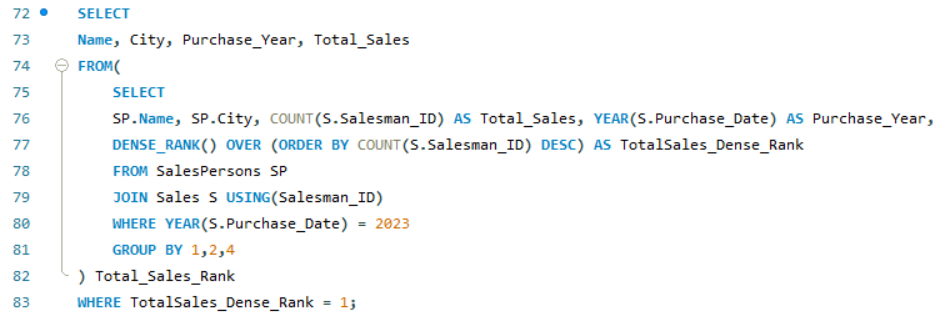 72 SELECT
73 Name, City, Purchase_Year, Total_Sales
74 FROM(
75 SELECT
76 SP.Name, SP.City, COUNT(S.Salesman_ID) AS Total_Sales, YEAR(S.Purchase_Date) AS Purchase_Year,
77 DENSE_RANK() OVER (ORDER BY COUNT(S.Salesman_ID) DESC) AS TotalSales_Dense_Rank
78 FROM SalesPersons SP
79 JOIN Sales S USING(Salesman_ID)
80 WHERE YEAR(S.Purchase_Date) = 2023
81 GROUP BY 1,2,4
82 ) Total_Sales_Rank
83 WHERE TotalSales_Dense_Rank = 1;